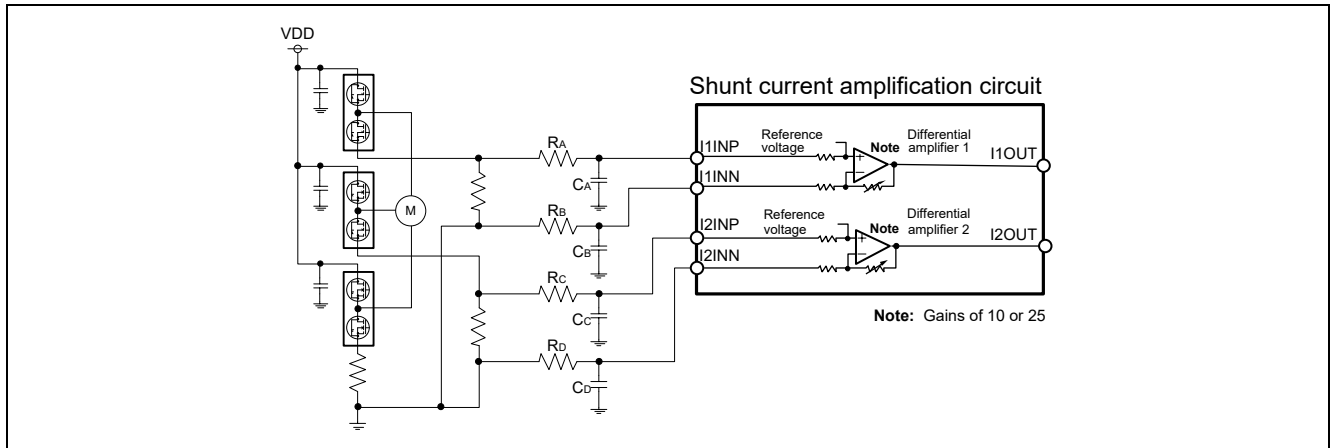 VDD
M
RA
CA
RB
CB
RC
CC
RD
CD
Shunt current amplification circuit
I1INP
Reference
voltage
Note
Differential
amplifier 1
I1OUT
I1INN
I2INP
Reference
voltage
Note
Differential
amplifier 2
I2OUT
I2INN
Note: Gains of 10 or 25